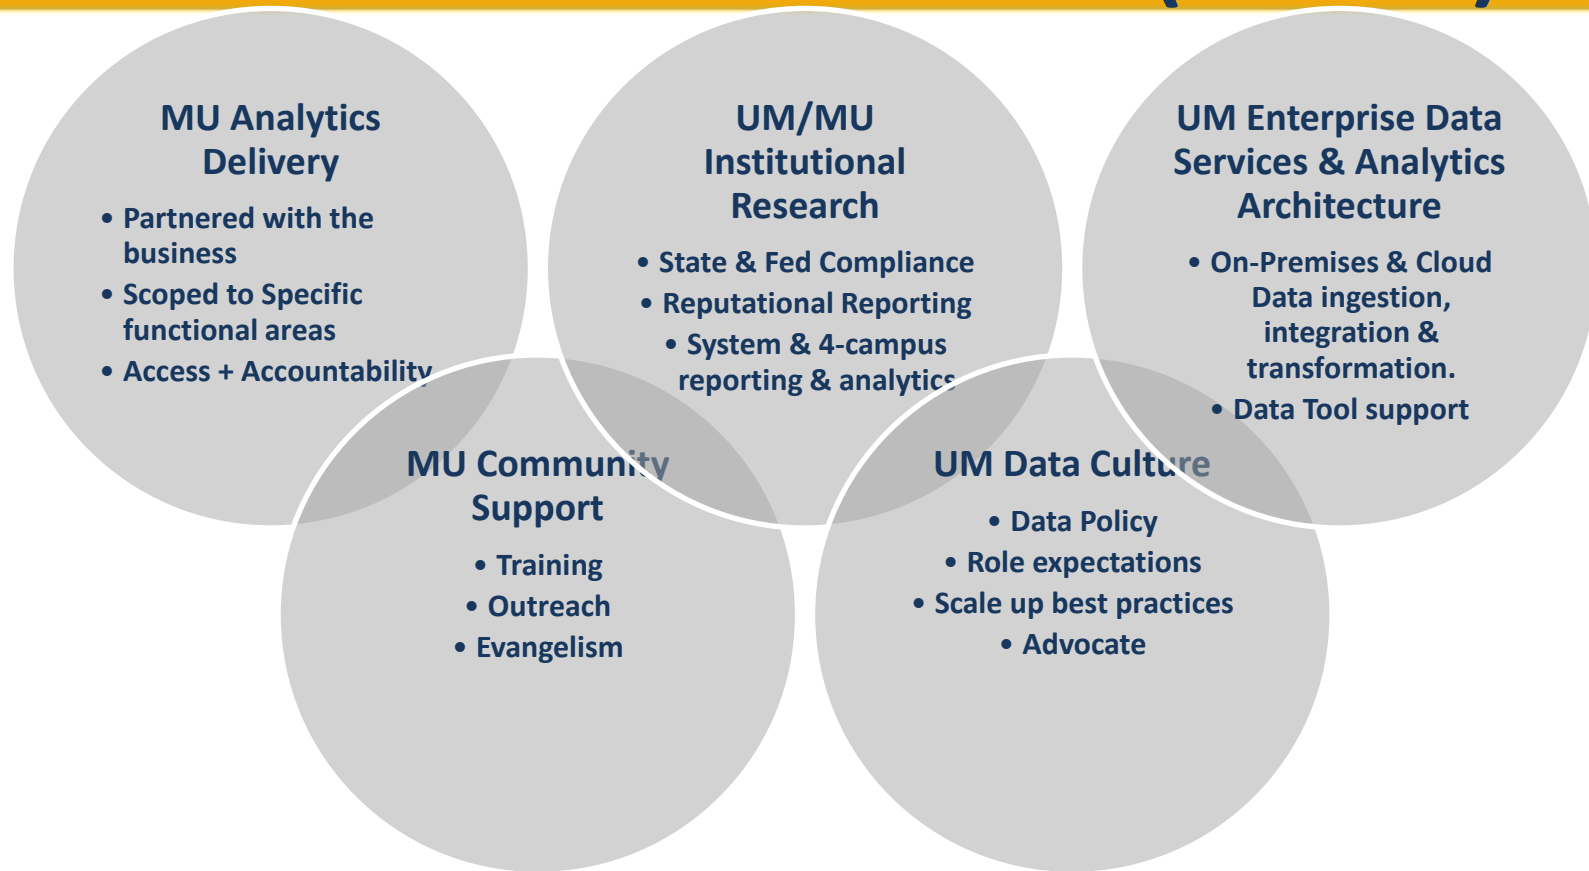 MU Analytics
Delivery
• Partnered with the
business
• Scoped to Specific
functional areas
• Access + Accountability
UM/MU
Institutional
Research
• State & Fed Compliance
• Reputational Reporting
• System & 4-campus
reporting & analytics
UM Enterprise Data
Services & Analytics
Architecture
• On-Premises & Cloud
Data ingestion,
integration &
transformation.
• Data Tool support
MU Community
Support
• Training
• Outreach
• Evangelism
UM Data Culture
• Data Policy
• Role expectations
• Scale up best practices
• Advocate